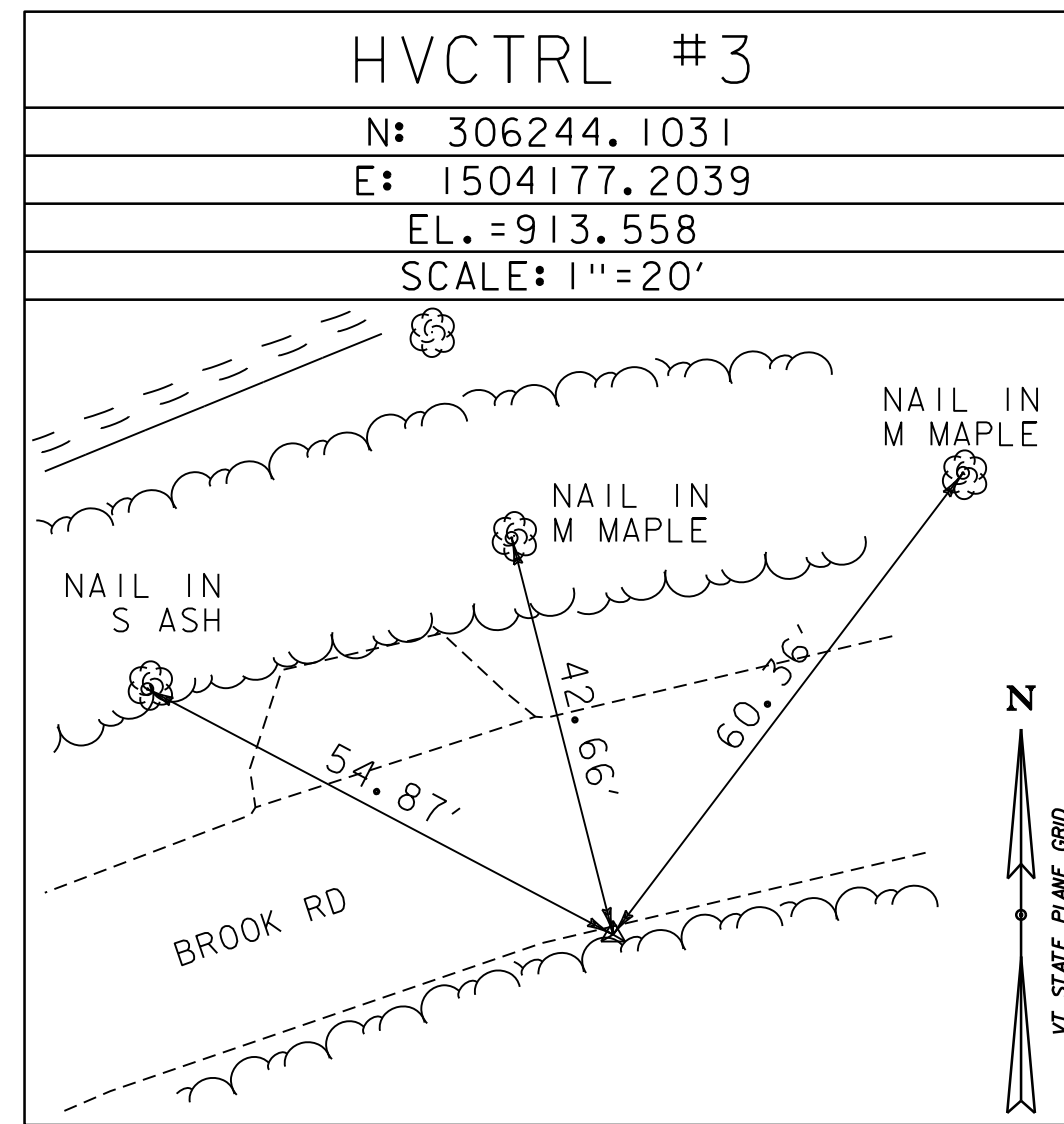 HVCTRL #3
N: 306244.1031
E: 1504177.2039
EL.=913.558
SCALE: 1"=20'
NAIL IN
M MAPLE
NAIL IN
M MAPLE
NAIL IN
S ASH
42.66'
60.36'
54.87'
BROOK RD
N
VT STATE PLANE GRID